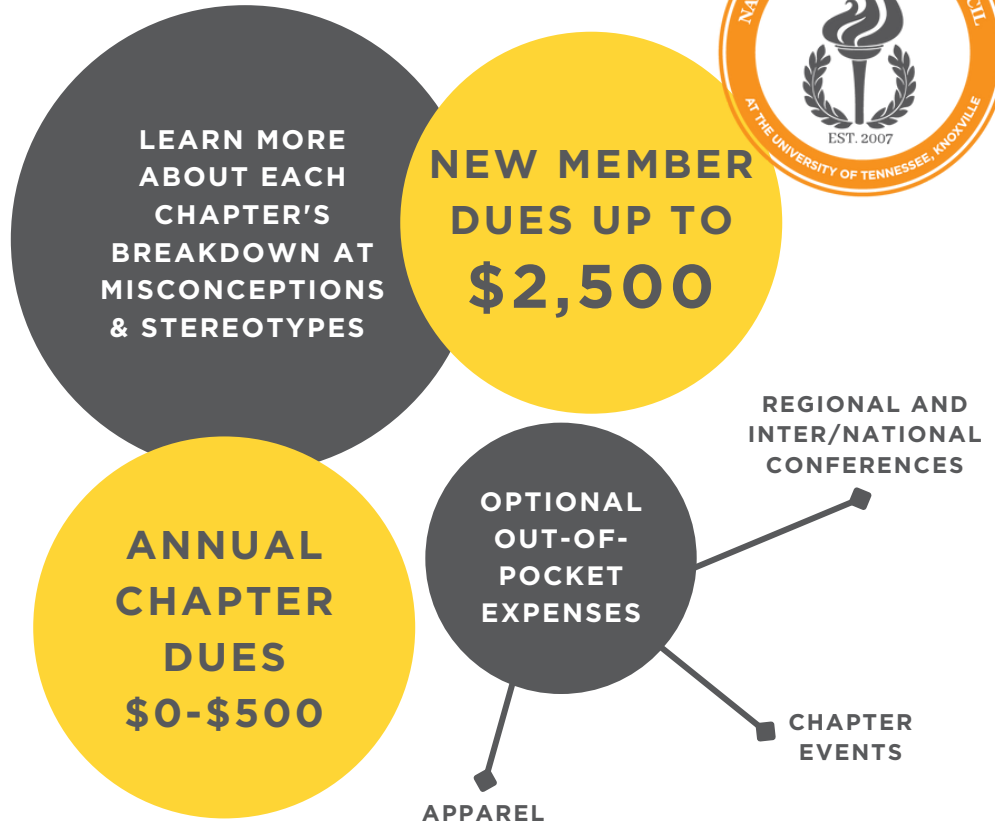 LEARN MORE
ABOUT EACH
CHAPTER'S
BREAKDOWN AT
MISCONCEPTIONS
& STEREOTYPES
NEW MEMBER
DUES UP TO
$2,500
EST. 2007
AT THE UNIVERSITY OF TENNESSEE, KNOXVILLE
REGIONAL AND
INTER/NATIONAL
CONFERENCES
OPTIONAL
OUT-OF-
POCKET
EXPENSES
ANNUAL
CHAPTER
DUES
$0-$500
CHAPTER
EVENTS
APPAREL